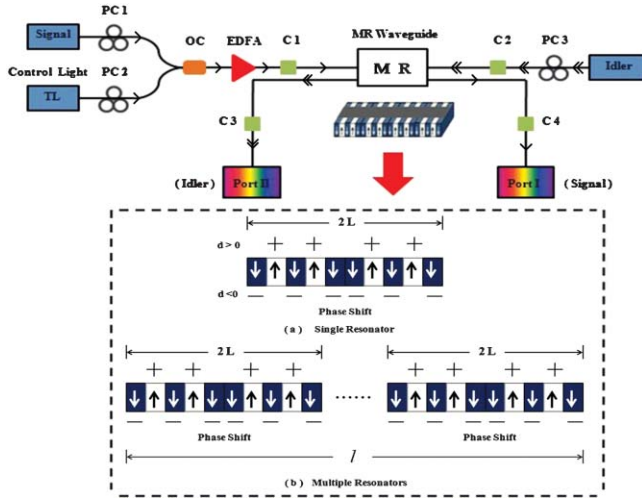 PC 1
Signal
OC EDFA C 1 MR Waveguide C 2 PC 3
Control Light PC 2
M R
Idler
TL
C 3 C 4
(Idler) Port II Port I (Signal)
2 L
d > 0 + + + +
d <0 — — — — — —
Phase Shift
(a) Single Resonator
2 L 2 L
+ + + + + + + +
......
— — — — — — — — — — — —
Phase Shift Phase Shift
l
(b) Multiple Resonators